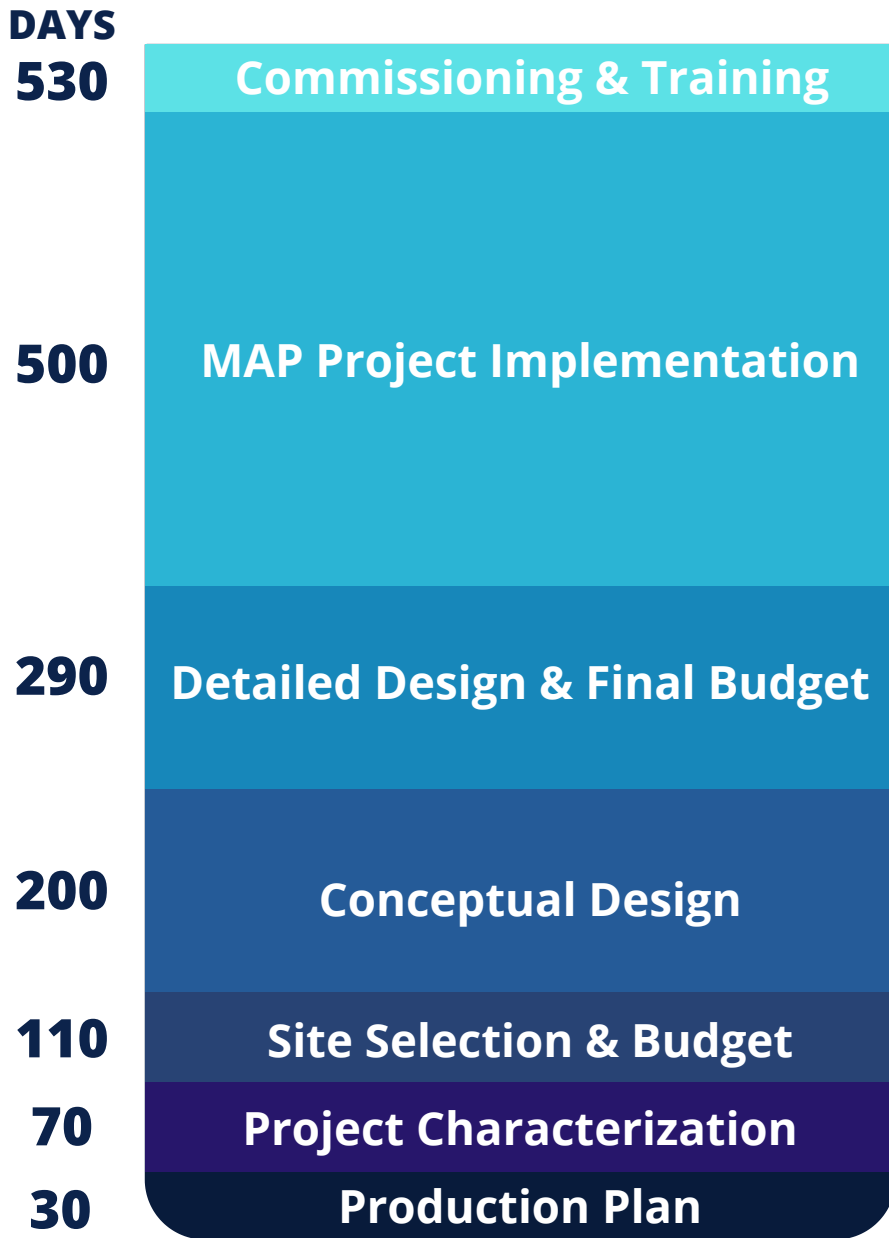 DAYS
530 Commissioning & Training
500 MAP Project Implementation
290 Detailed Design & Final Budget
200 Conceptual Design
110 Site Selection & Budget
70 Project Characterization
30 Production Plan